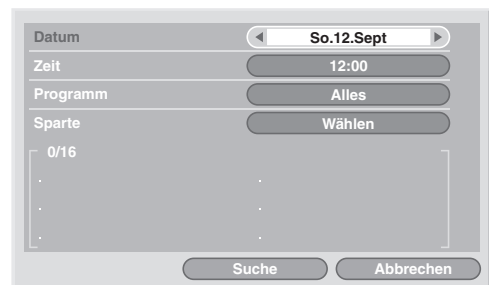 Datum So.12.Sept
Zeit 12:00
Programm Alles
Sparte Wählen
0/16
Suche Abbrechen